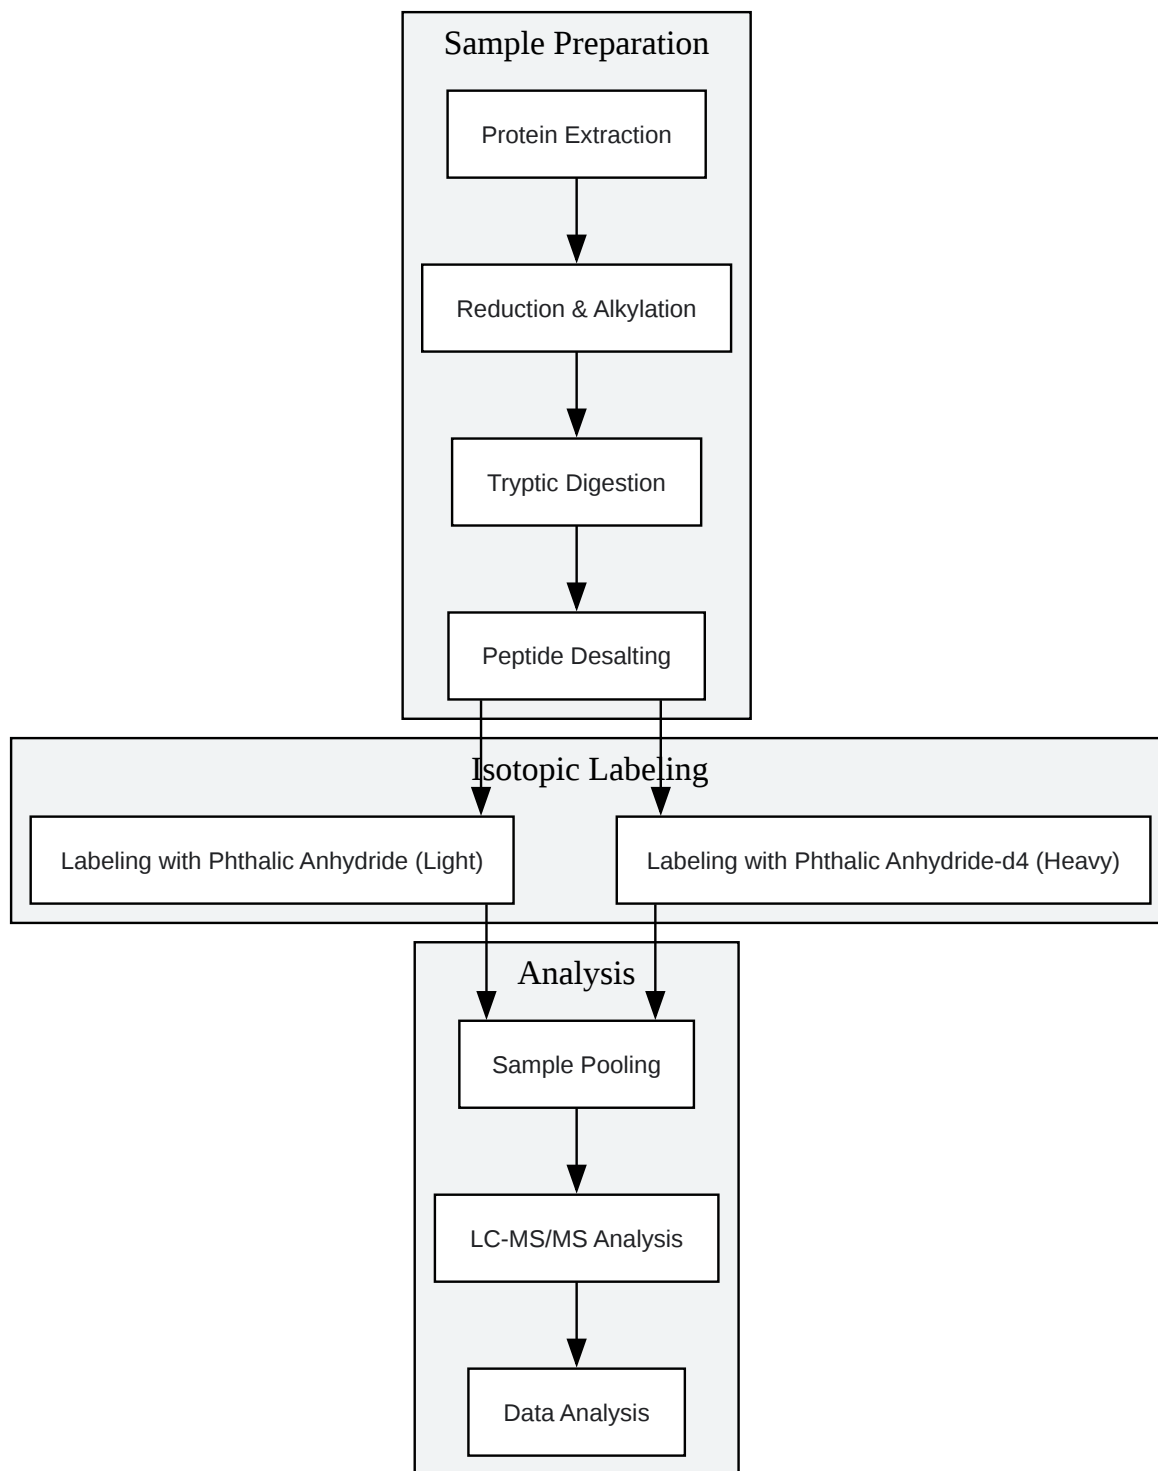 Sample Preparation
Protein Extraction
Reduction & Alkylation
Tryptic Digestion
Peptide Desalting
Isotopic Labeling
Labeling with Phthalic Anhydride (Light)
Labeling with Phthalic Anhydride-d4 (Heavy)
Analysis
Sample Pooling
LC-MS/MS Analysis
Data Analysis